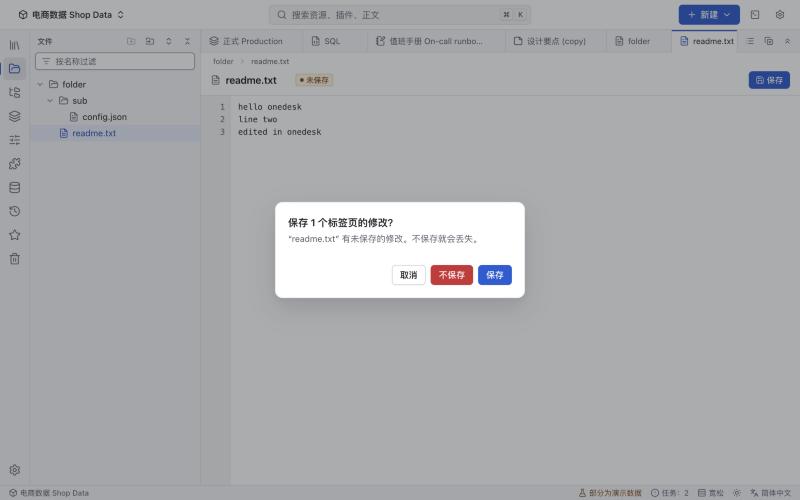 电商数据 Shop Data
搜索资源、插件、正文
⌘ K
+ 新建
文件
正式 Production
SQL
值班手册 On-call runbo...
设计要点 (copy)
folder
readme.txt
按名称过滤
folder > readme.txt
folder
readme.txt
未保存
保存
sub
config.json
readme.txt
1 hello onedesk
2 line two
3 edited in onedesk
保存 1 个标签页的修改?
“readme.txt” 有未保存的修改。不保存就会丢失。
取消
不保存
保存
电商数据 Shop Data
部分为演示数据
任务: 2
宽松
简体中文